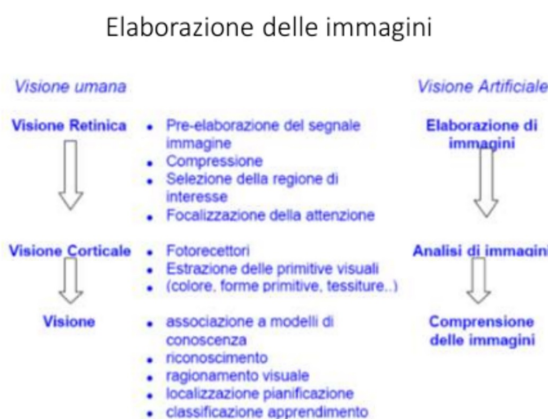 Elaborazione delle immagini
Visione umana
Visione Artificiale
Visione Retinica
• Pre-elaborazione del segnale
immagine
• Compressione
• Selezione della regione di
interesse
• Focalizzazione della attenzione
Elaborazione di
immagini
Visione Corticale
• Fotorecettori
• Estrazione delle primitive visuali
• (colore, forme primitive, tessiture..)
Analisi di immagini
Visione
• associazione a modelli di
conoscenza
• riconoscimento
• ragionamento visuale
• localizzazione pianificazione
• classificazione apprendimento
Comprensione
delle immagini